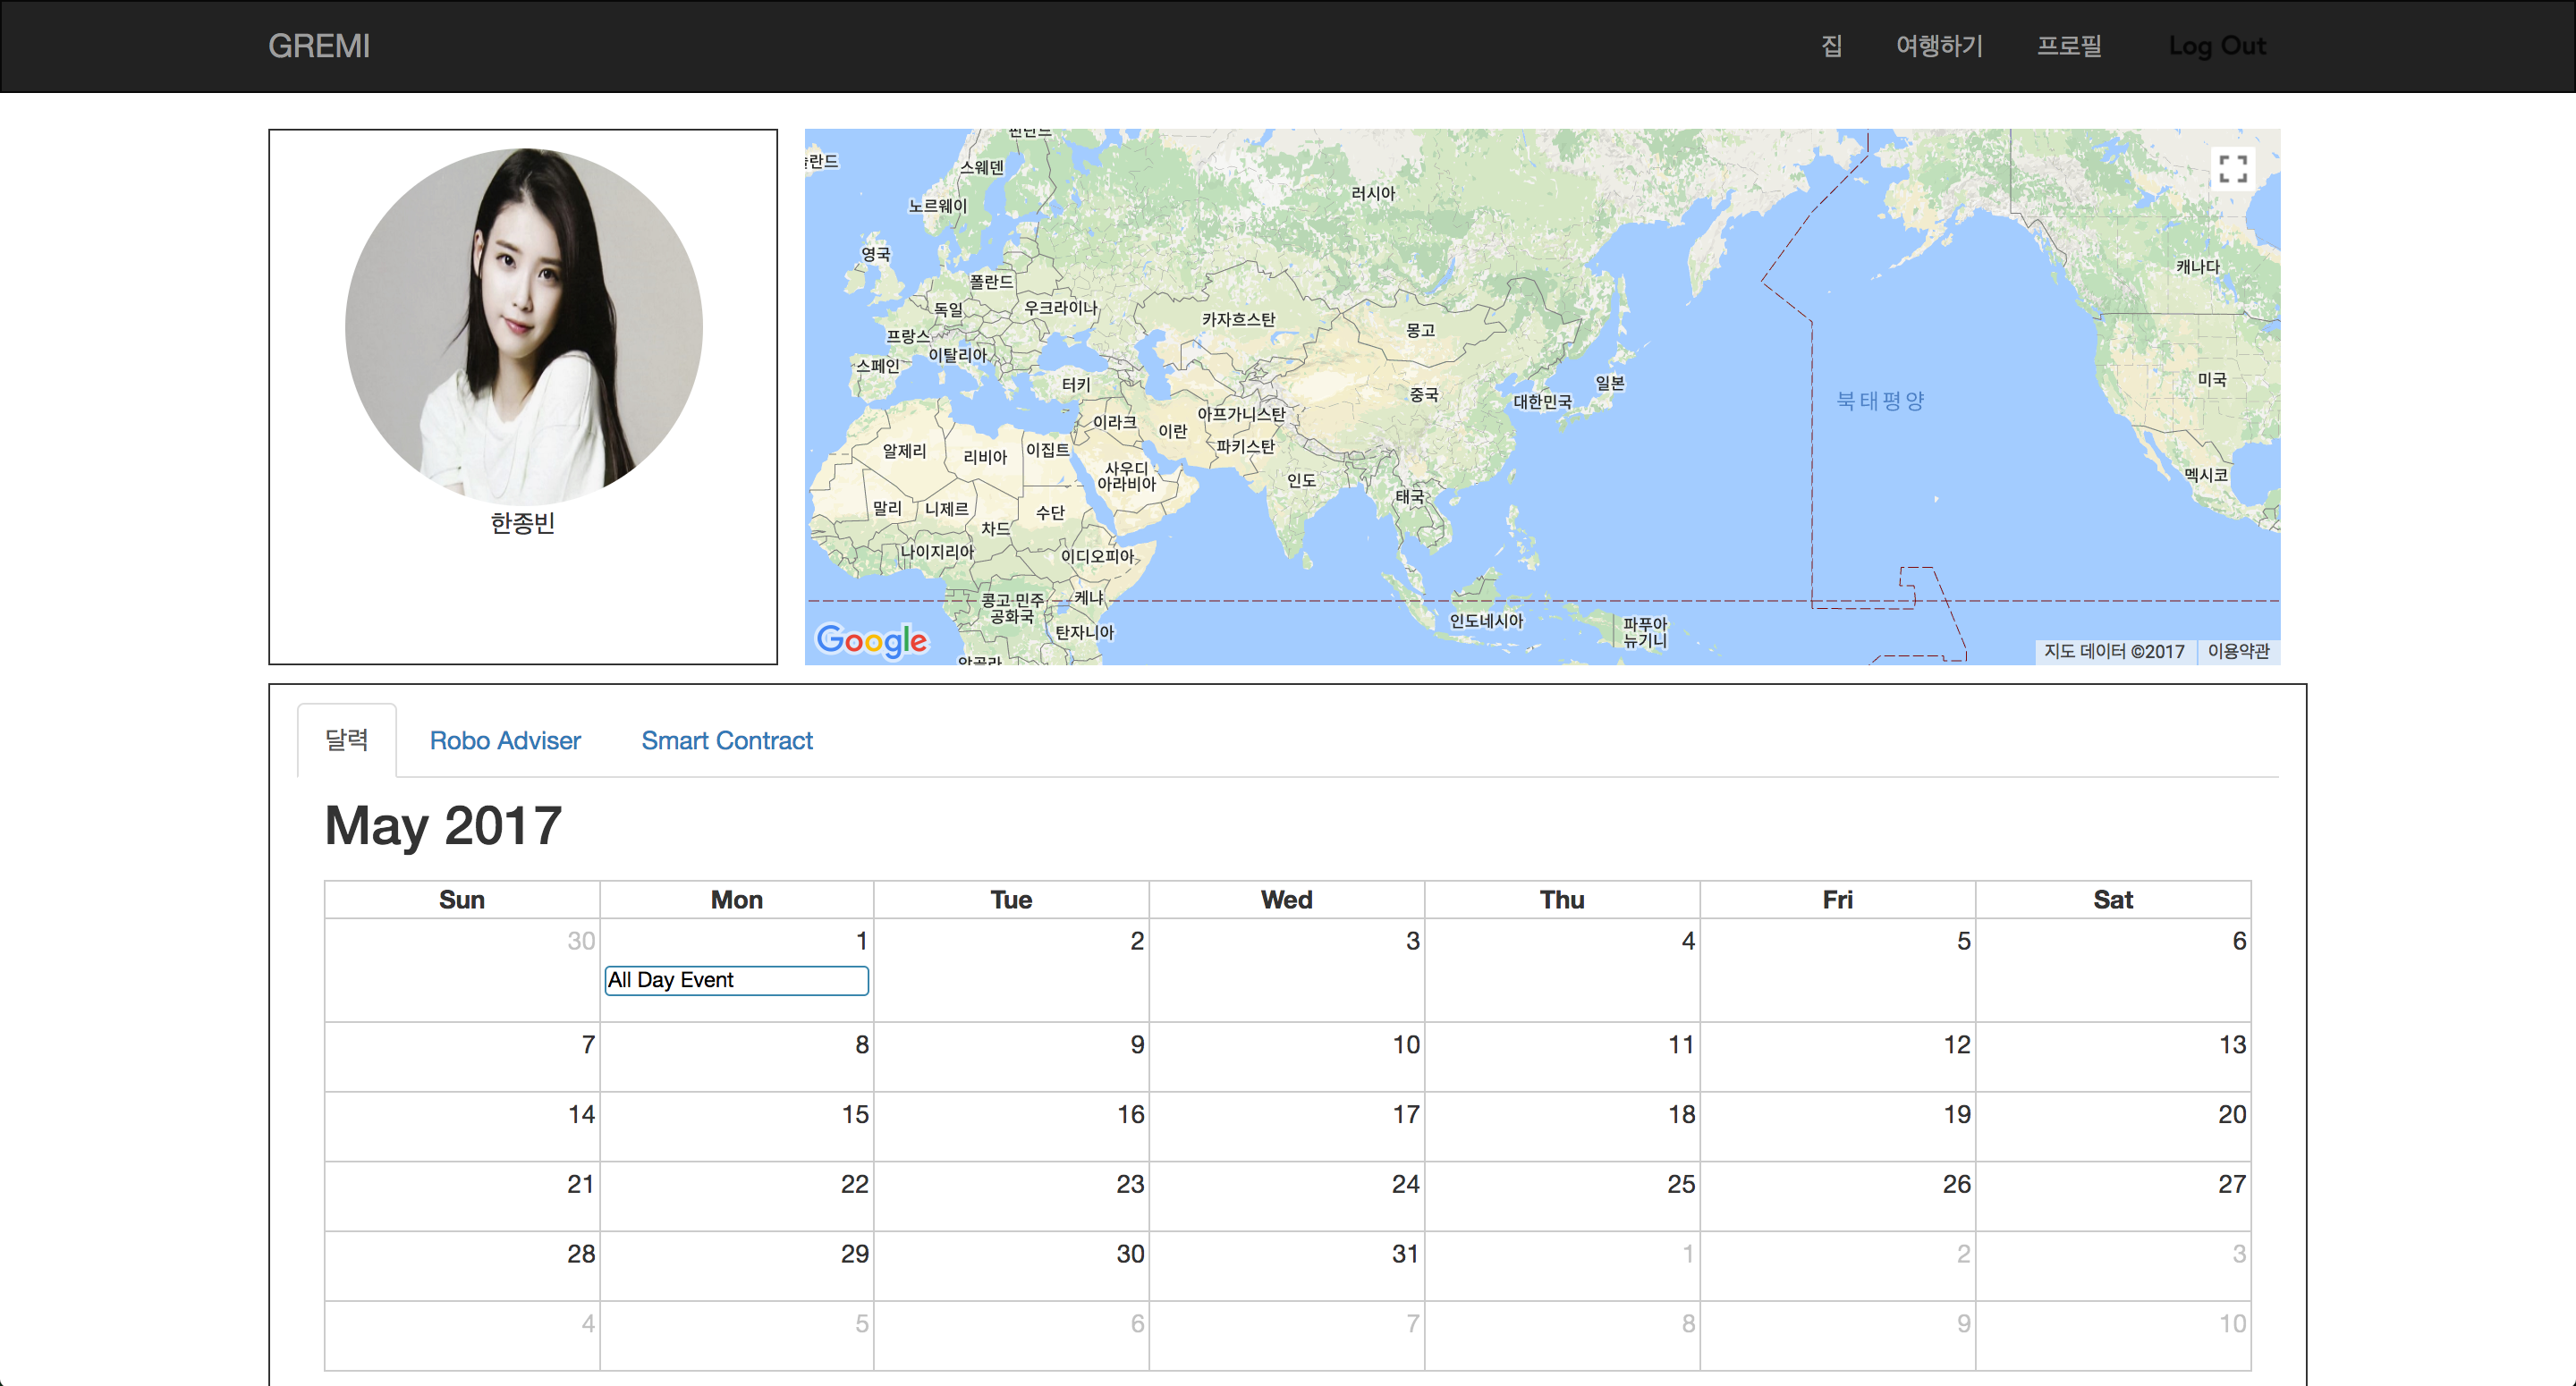 GREMI 집 여행하기 프로필 Log Out
핀란드
스웨덴
러시아
노르웨이
영국
캐나다
폴란드
독일
우크라이나
카자흐스탄
몽고
프랑스
이탈리아
스페인
터키
일본
미국
중국
대한민국
북태평양
아프가니스탄
이라크
이란
파키스탄
알제리
리비아
이집트
사우디
아라비아
인도
멕시코
태국
말리
니제르
수단
차드
나이지리아
이디오피아
콩고 민주
공화국
케냐
인도네시아
파푸아
뉴기니
탄자니아
앙골라
Google
지도 데이터 ©2017 이용약관
한종빈
달력 Robo Adviser Smart Contract
May 2017
Sun Mon Tue Wed Thu Fri Sat
30 1 2 3 4 5 6
All Day Event
7 8 9 10 11 12 13
14 15 16 17 18 19 20
21 22 23 24 25 26 27
28 29 30 31 1 2 3
4 5 6 7 8 9 10